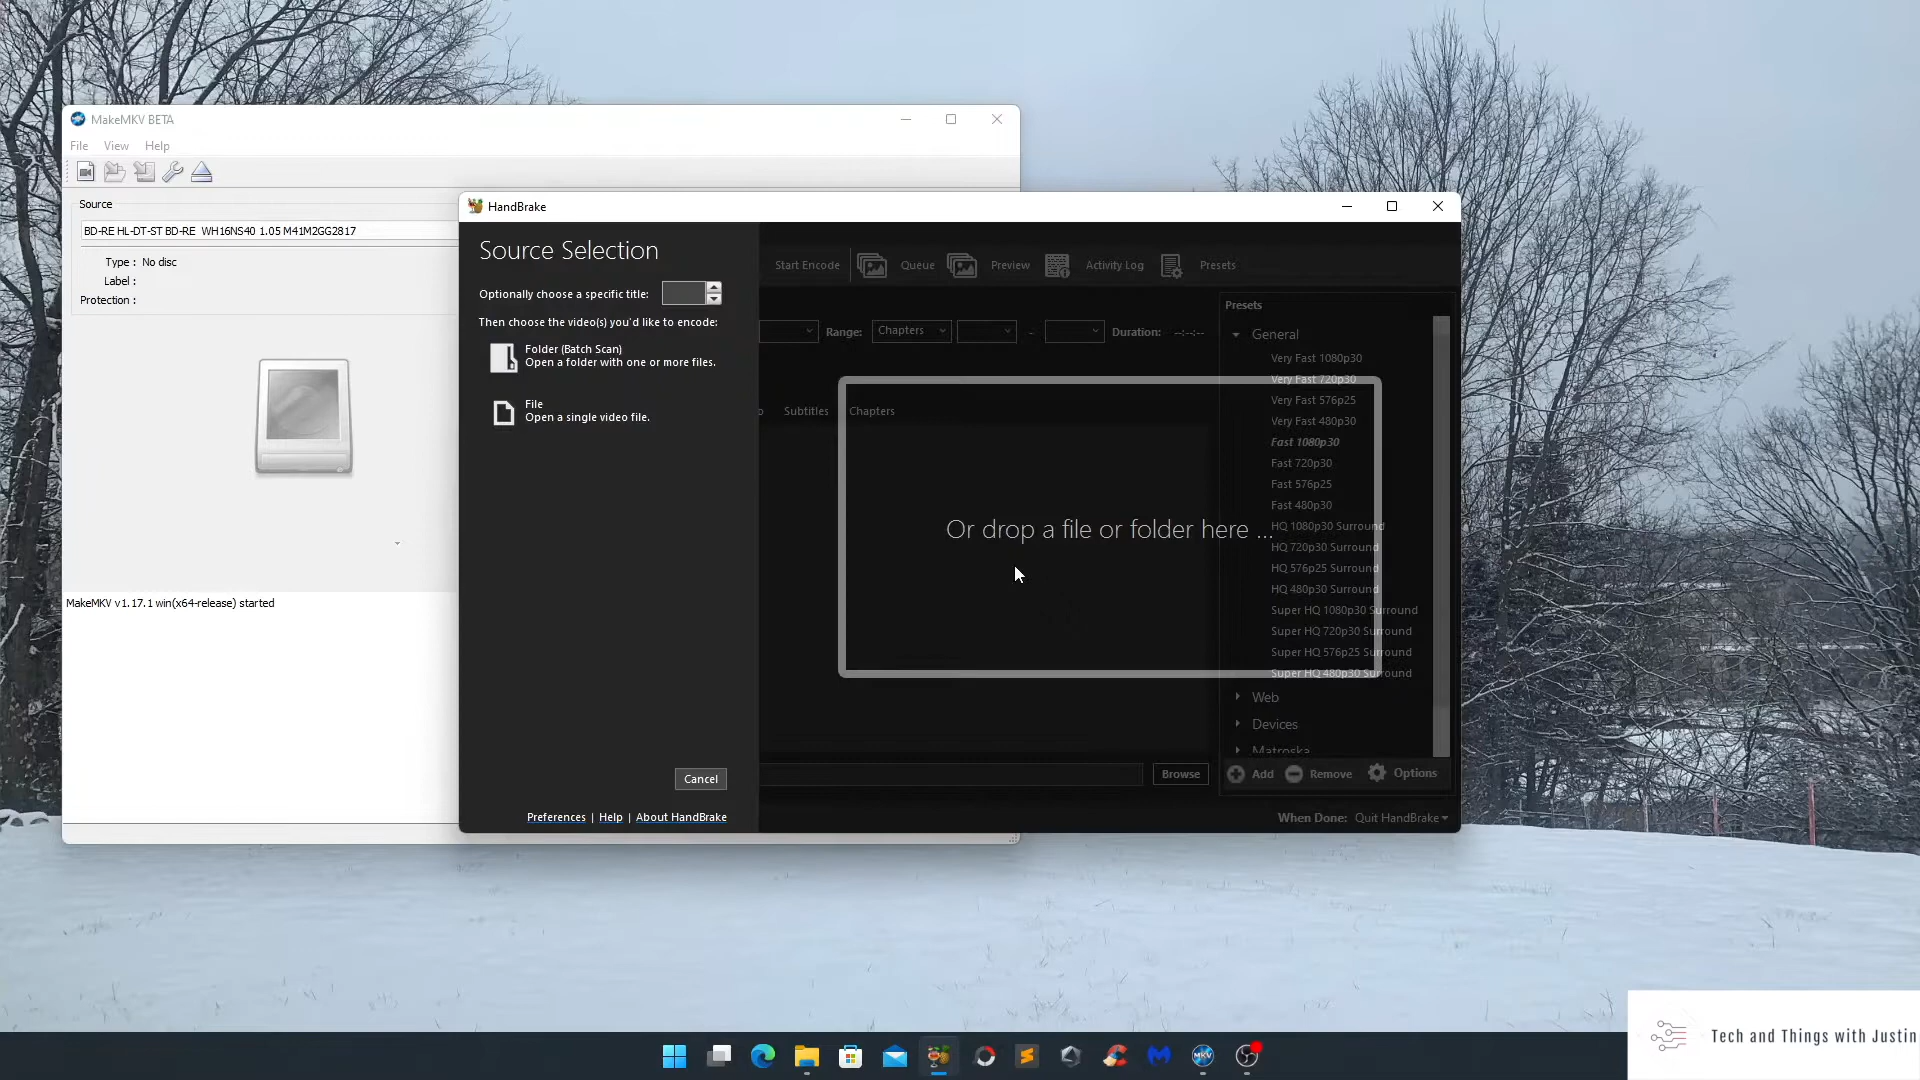 MakeMKV BETA
File View Help
Source
BD-RE HL-DT-ST BD-RE WH16NS40 1.05 M41M2GG2817
Type : No disc
Label :
Protection :
MakeMKV v1.17.1 win(x64-release) started
HandBrake
Source Selection
Optionally choose a specific title:
Then choose the video(s) you'd like to encode:
Folder (Batch Scan)
Open a folder with one or more files.
File
Open a single video file.
Cancel
Preferences | Help | About HandBrake
Start Encode Queue Preview Activity Log Presets
Range: Chapters - Duration: --:--:--
Subtitles Chapters
Or drop a file or folder here ...
Browse
Presets
General
Very Fast 1080p30
Very Fast 720p30
Very Fast 576p25
Very Fast 480p30
Fast 1080p30
Fast 720p30
Fast 576p25
Fast 480p30
HQ 1080p30 Surround
HQ 720p30 Surround
HQ 576p25 Surround
HQ 480p30 Surround
Super HQ 1080p30 Surround
Super HQ 720p30 Surround
Super HQ 576p25 Surround
Super HQ 480p30 Surround
Web
Devices
Matroska
Add Remove Options
When Done: Quit HandBrake
MKV
Tech and Things with Justin